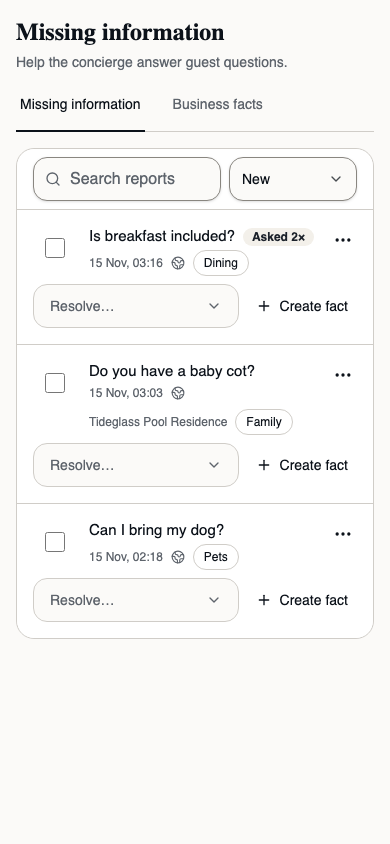 Missing information
Help the concierge answer guest questions.
Missing information Business facts
Search reports New
Is breakfast included? Asked 2×
15 Nov, 03:16 Dining
Resolve… Create fact
Do you have a baby cot?
15 Nov, 03:03
Tideglass Pool Residence Family
Resolve… Create fact
Can I bring my dog?
15 Nov, 02:18 Pets
Resolve… Create fact